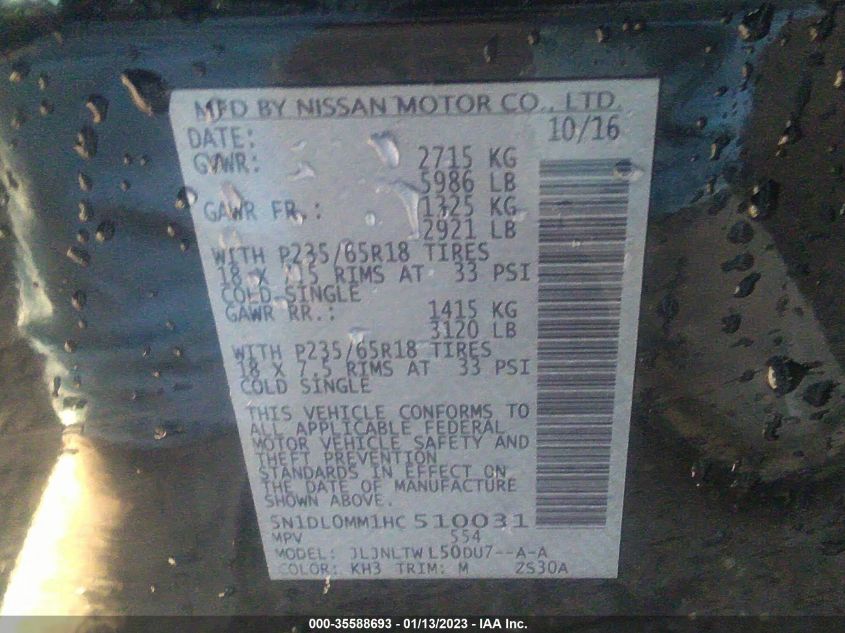 MFD BY NISSAN MOTOR CO., LTD.
DATE: 10/16
GVWR: 2715 KG
5986 LB
GAWR FR.: 1325 KG
2921 LB
WITH P235/65R18 TIRES
18 X 7.5 RIMS AT 33 PSI
COLD SINGLE
GAWR RR.: 1415 KG
3120 LB
WITH P235/65R18 TIRES
18 X 7.5 RIMS AT 33 PSI
COLD SINGLE
THIS VEHICLE CONFORMS TO
ALL APPLICABLE FEDERAL
MOTOR VEHICLE SAFETY AND
THEFT PREVENTION
STANDARDS IN EFFECT ON
THE DATE OF MANUFACTURE
SHOWN ABOVE.
5N1DL0MM1HC 510031
MPV 554
MODEL: JLJNLTWL50DU7--A-A
COLOR: KH3 TRIM: M ZS30A
000-35588693 - 01/13/2023 - IAA Inc.